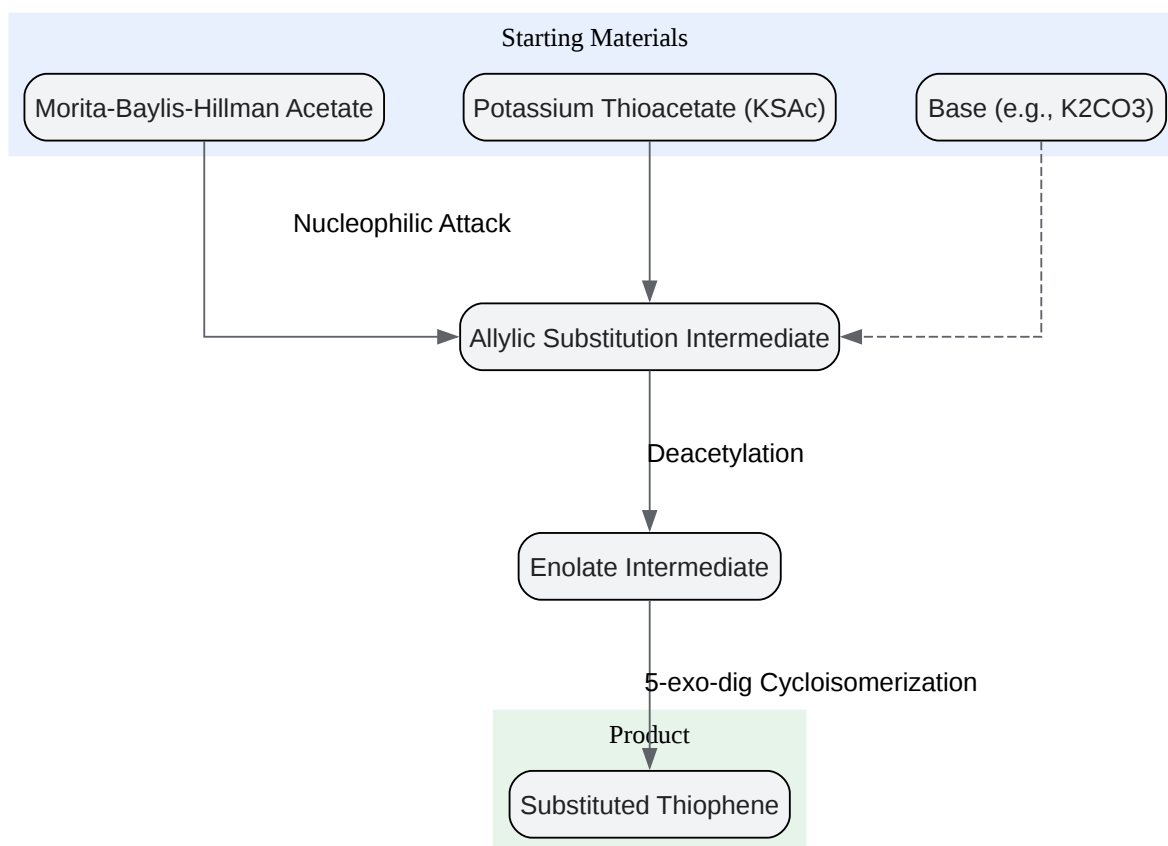 Starting Materials
Morita-Baylis-Hillman Acetate
Potassium Thioacetate (KSAc)
Base (e.g., K2CO3)
Nucleophilic Attack
Allylic Substitution Intermediate
Deacetylation
Enolate Intermediate
5-exo-dig Cycloisomerization
Product
Substituted Thiophene